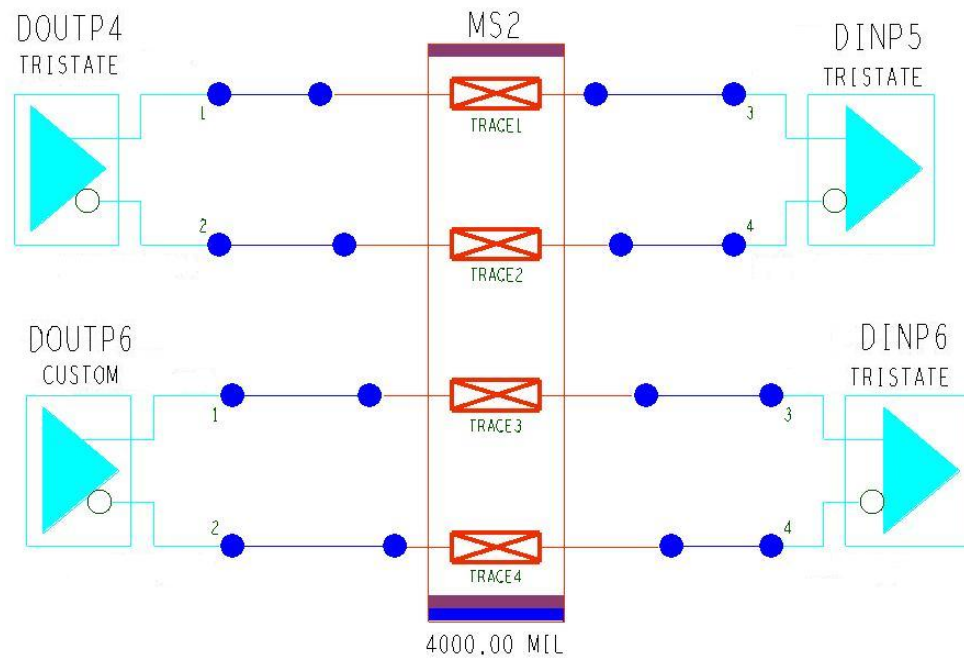 DOUTP4
TRISTATE
MS2
DINP5
TRISTATE
1
TRACE1
3
2
TRACE2
4
DOUTP6
CUSTOM
DINP6
TRISTATE
1
TRACE3
3
2
TRACE4
4
4000.00 MIL